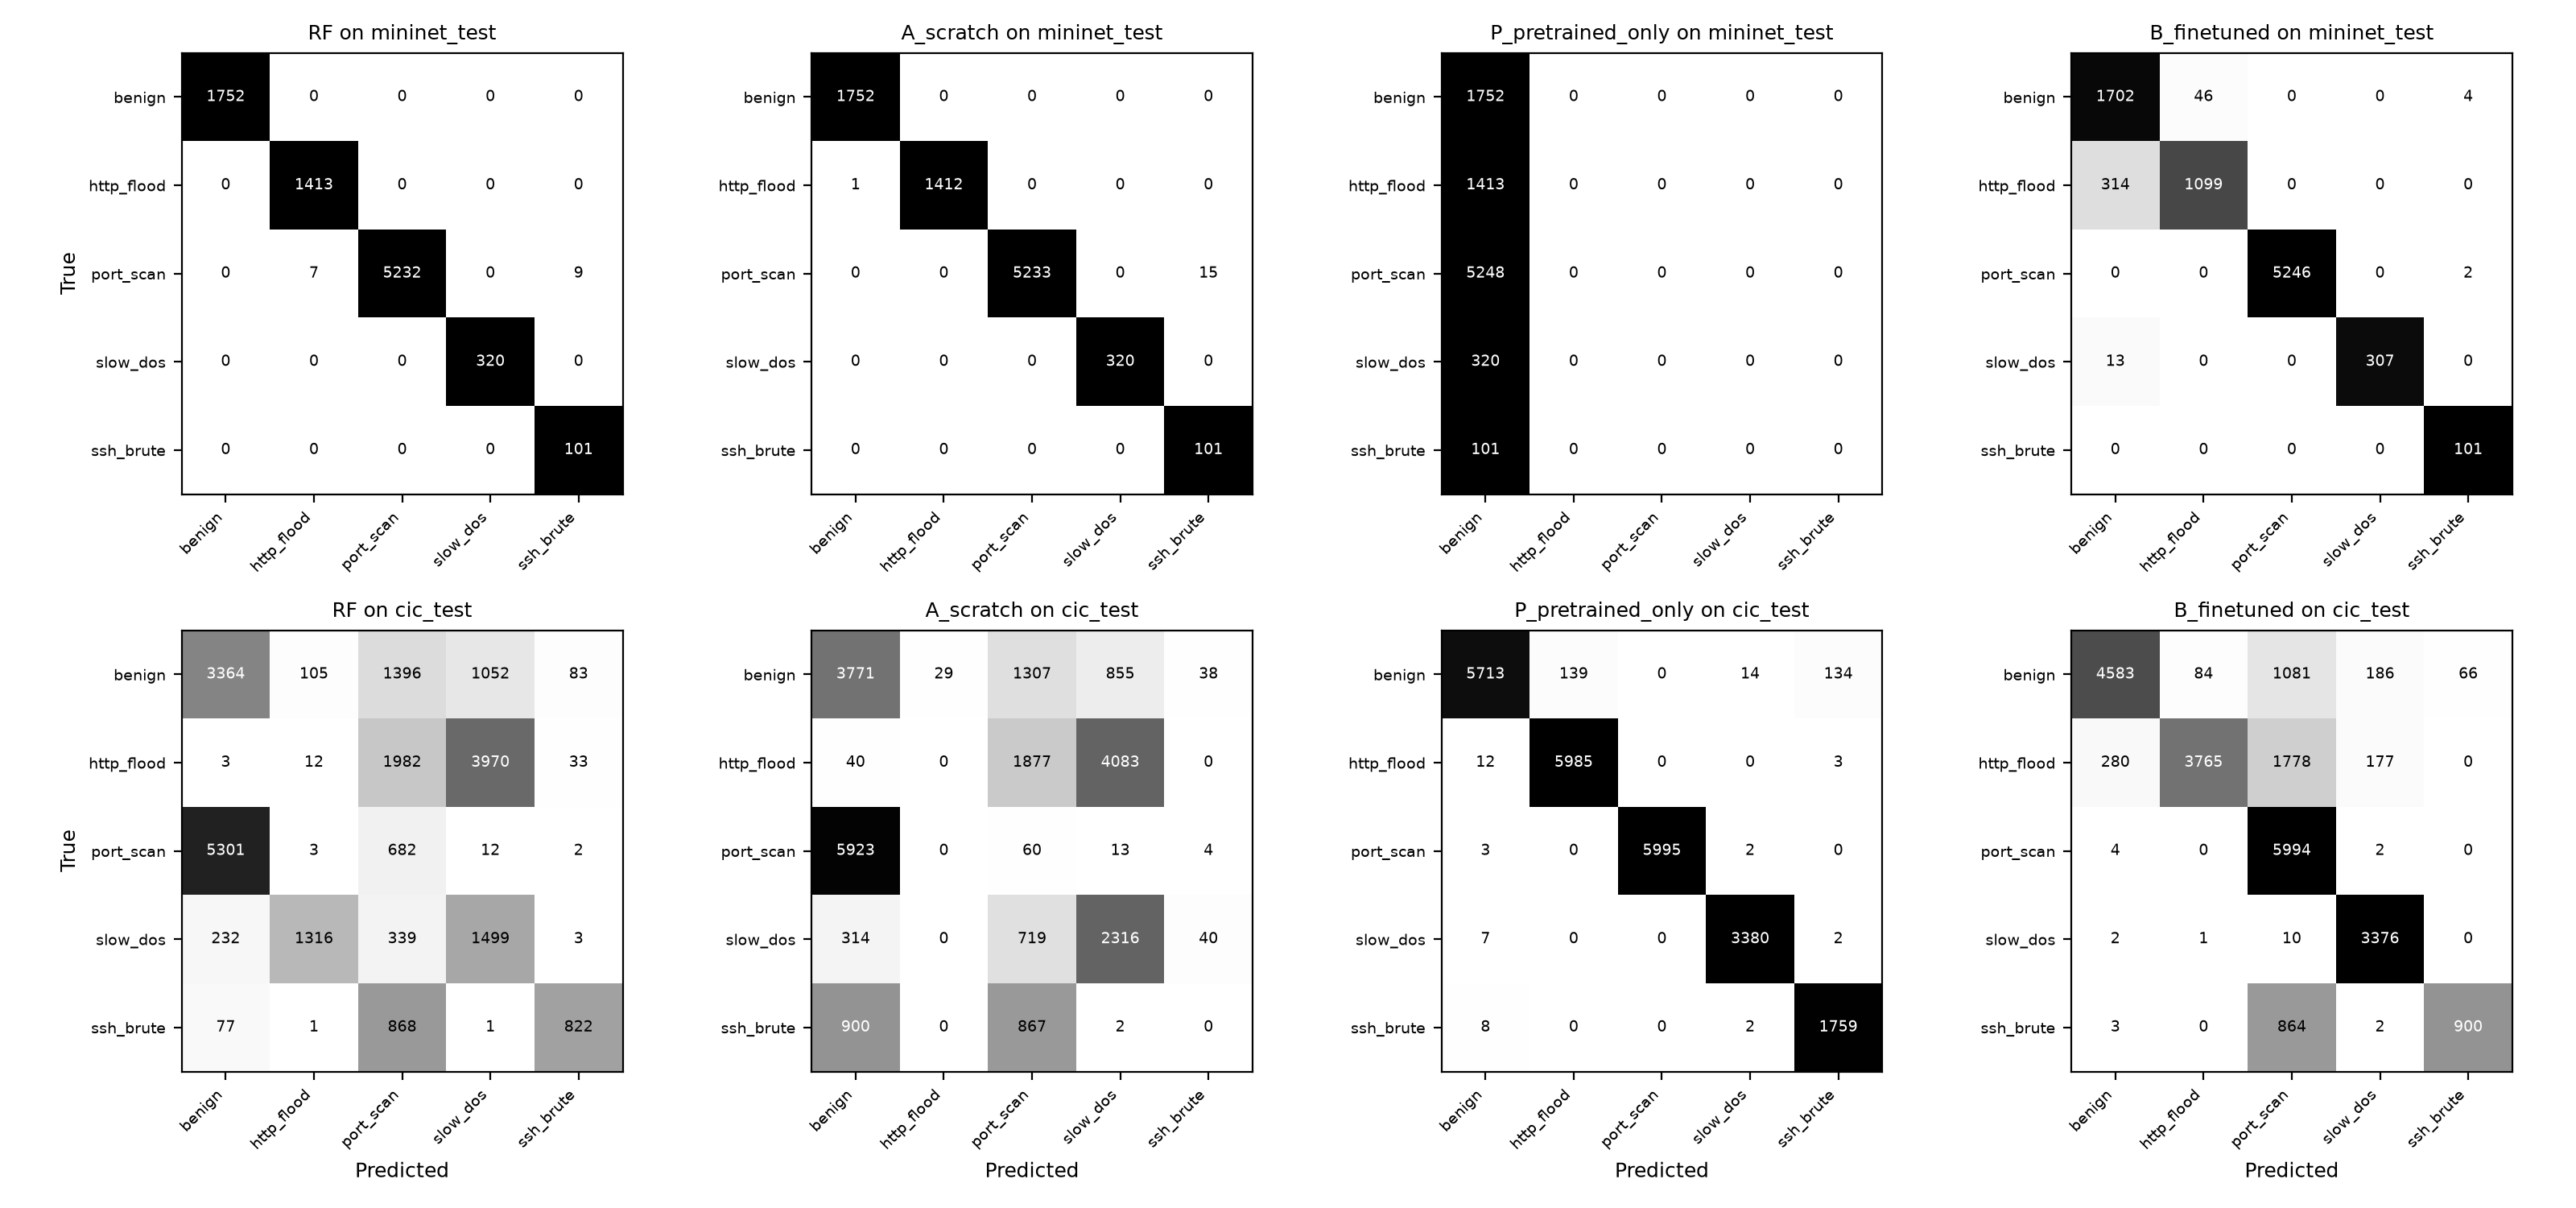 RF on mininet_test
A_scratch on mininet_test
P_pretrained_only on mininet_test
B_finetuned on mininet_test
True
benign 1752 0 0 0 0
http_flood 0 1413 0 0 0
port_scan 0 7 5232 0 9
slow_dos 0 0 0 320 0
ssh_brute 0 0 0 0 101
benign http_flood port_scan slow_dos ssh_brute
benign 1752 0 0 0 0
http_flood 1 1412 0 0 0
port_scan 0 0 5233 0 15
slow_dos 0 0 0 320 0
ssh_brute 0 0 0 0 101
benign http_flood port_scan slow_dos ssh_brute
benign 1752 0 0 0 0
http_flood 1413 0 0 0 0
port_scan 5248 0 0 0 0
slow_dos 320 0 0 0 0
ssh_brute 101 0 0 0 0
benign http_flood port_scan slow_dos ssh_brute
benign 1702 46 0 0 4
http_flood 314 1099 0 0 0
port_scan 0 0 5246 0 2
slow_dos 13 0 0 307 0
ssh_brute 0 0 0 0 101
benign http_flood port_scan slow_dos ssh_brute
RF on cic_test
A_scratch on cic_test
P_pretrained_only on cic_test
B_finetuned on cic_test
True
benign 3364 105 1396 1052 83
http_flood 3 12 1982 3970 33
port_scan 5301 3 682 12 2
slow_dos 232 1316 339 1499 3
ssh_brute 77 1 868 1 822
benign http_flood port_scan slow_dos ssh_brute
Predicted
benign 3771 29 1307 855 38
http_flood 40 0 1877 4083 0
port_scan 5923 0 60 13 4
slow_dos 314 0 719 2316 40
ssh_brute 900 0 867 2 0
benign http_flood port_scan slow_dos ssh_brute
Predicted
benign 5713 139 0 14 134
http_flood 12 5985 0 0 3
port_scan 3 0 5995 2 0
slow_dos 7 0 0 3380 2
ssh_brute 8 0 0 2 1759
benign http_flood port_scan slow_dos ssh_brute
Predicted
benign 4583 84 1081 186 66
http_flood 280 3765 1778 177 0
port_scan 4 0 5994 2 0
slow_dos 2 1 10 3376 0
ssh_brute 3 0 864 2 900
benign http_flood port_scan slow_dos ssh_brute
Predicted